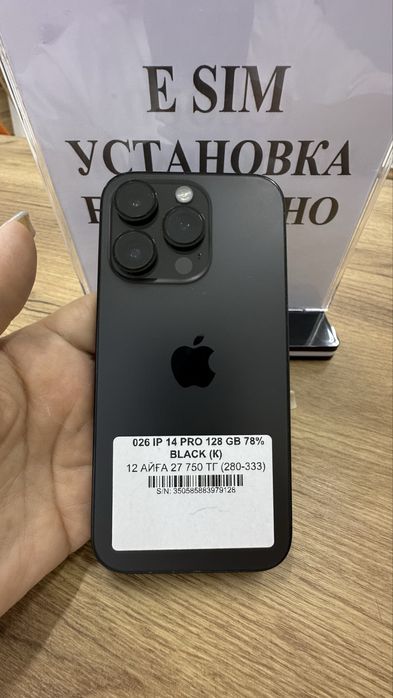 E SIM
УСТАНОВКА
026 IP 14 PRO 128 GB 78%
BLACK (K)
12 АЙҒА 27 750 ТГ (280-333)
S/N: 350585883979126